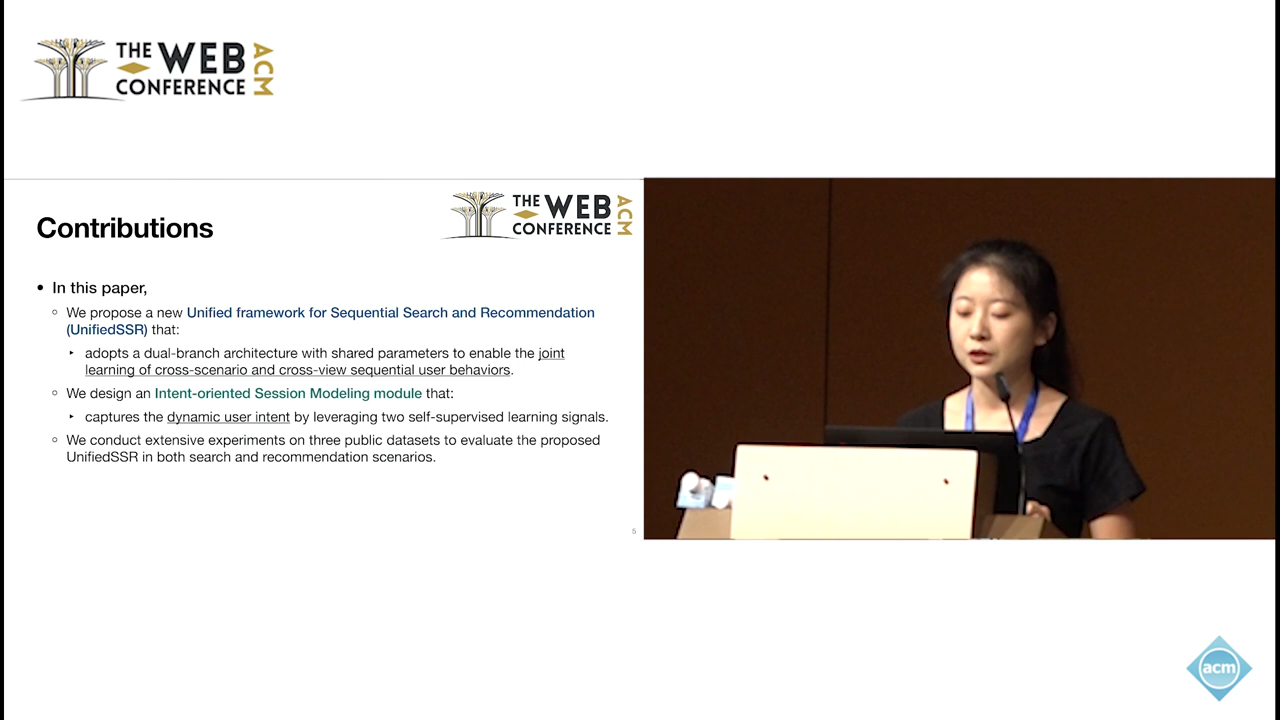 THE WEB
CONFERENCE
ACM
THE WEB
CONFERENCE
ACM
Contributions
• In this paper,
○ We propose a new Unified framework for Sequential Search and Recommendation
(UnifiedSSR) that:
‣ adopts a dual-branch architecture with shared parameters to enable the joint
learning of cross-scenario and cross-view sequential user behaviors.
○ We design an Intent-oriented Session Modeling module that:
‣ captures the dynamic user intent by leveraging two self-supervised learning signals.
○ We conduct extensive experiments on three public datasets to evaluate the proposed
UnifiedSSR in both search and recommendation scenarios.
5
acm